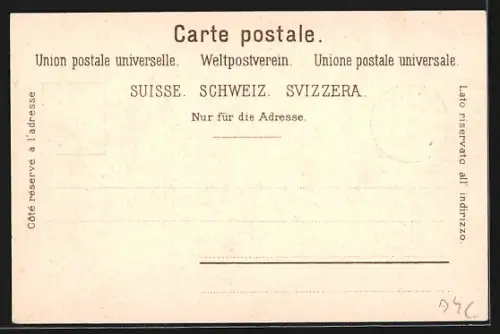 Carte postale.
Union postale universelle. Weltpostverein. Unione postale universale.
SUISSE. SCHWEIZ. SVIZZERA.
Nur für die Adresse.
Côté réservé à l'adresse
Lato riservato all' indirizzo.